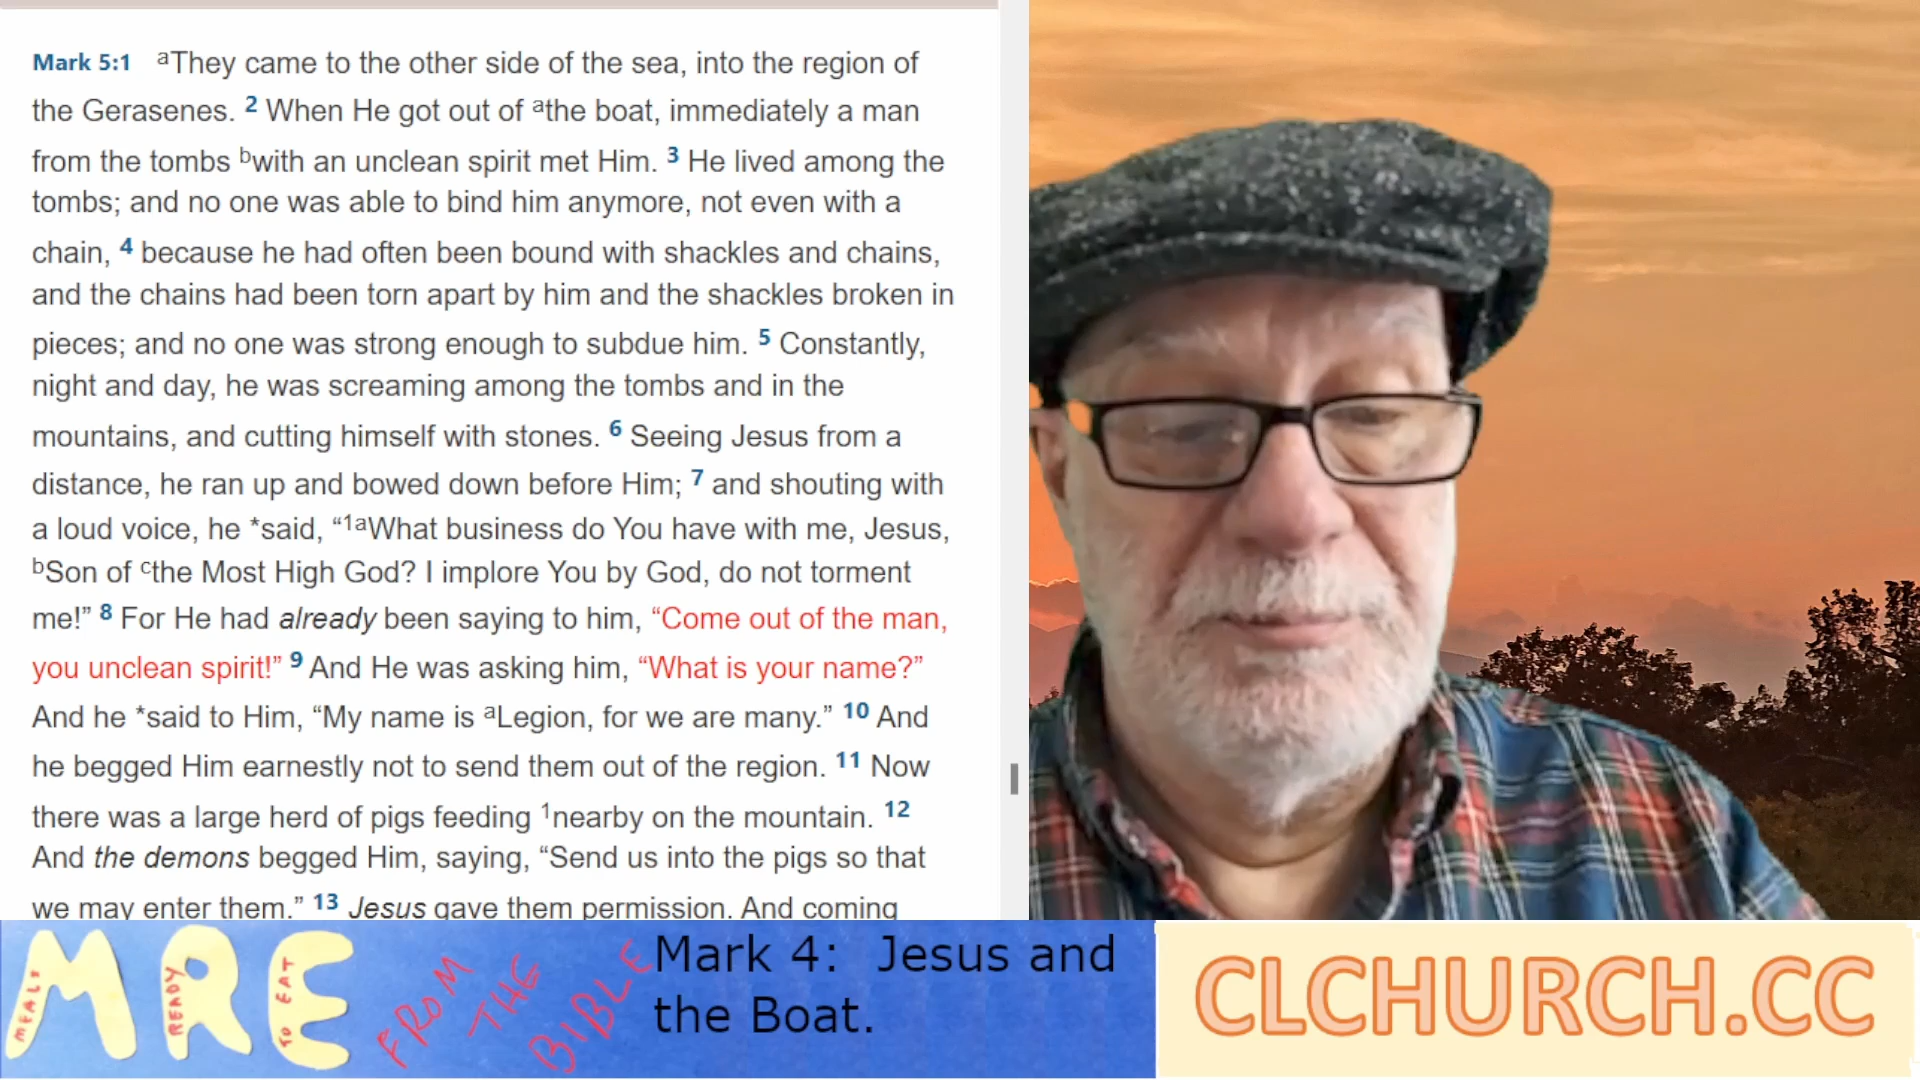 Mark 5:1 aThey came to the other side of the sea, into the region of
the Gerasenes. 2 When He got out of athe boat, immediately a man
from the tombs bwith an unclean spirit met Him. 3 He lived among the
tombs; and no one was able to bind him anymore, not even with a
chain, 4 because he had often been bound with shackles and chains,
and the chains had been torn apart by him and the shackles broken in
pieces; and no one was strong enough to subdue him. 5 Constantly,
night and day, he was screaming among the tombs and in the
mountains, and cutting himself with stones. 6 Seeing Jesus from a
distance, he ran up and bowed down before Him; 7 and shouting with
a loud voice, he *said, “1aWhat business do You have with me, Jesus,
bSon of cthe Most High God? I implore You by God, do not torment
me!” 8 For He had already been saying to him, “Come out of the man,
you unclean spirit!” 9 And He was asking him, “What is your name?”
And he *said to Him, “My name is aLegion, for we are many.” 10 And
he begged Him earnestly not to send them out of the region. 11 Now
there was a large herd of pigs feeding 1nearby on the mountain. 12
And the demons begged Him, saying, “Send us into the pigs so that
we may enter them.” 13 Jesus gave them permission. And coming
MRE
MEALS
READY
TO EAT
FROM
THE
BIBLE
Mark 4: Jesus and
the Boat.
CLCHURCH.CC